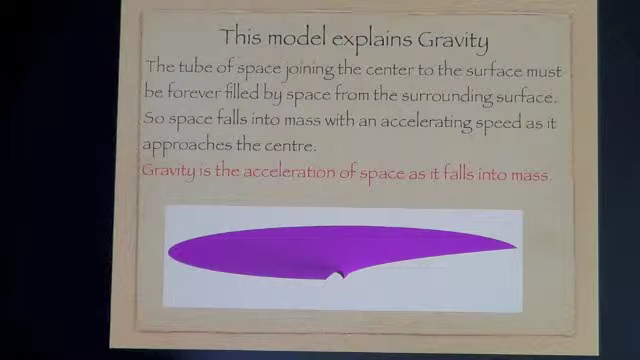 This model explains Gravity
The tube of space joining the center to the surface must
be forever filled by space from the surrounding surface.
So space falls into mass with an accelerating speed as it
approaches the centre.
Gravity is the acceleration of space as it falls into mass.